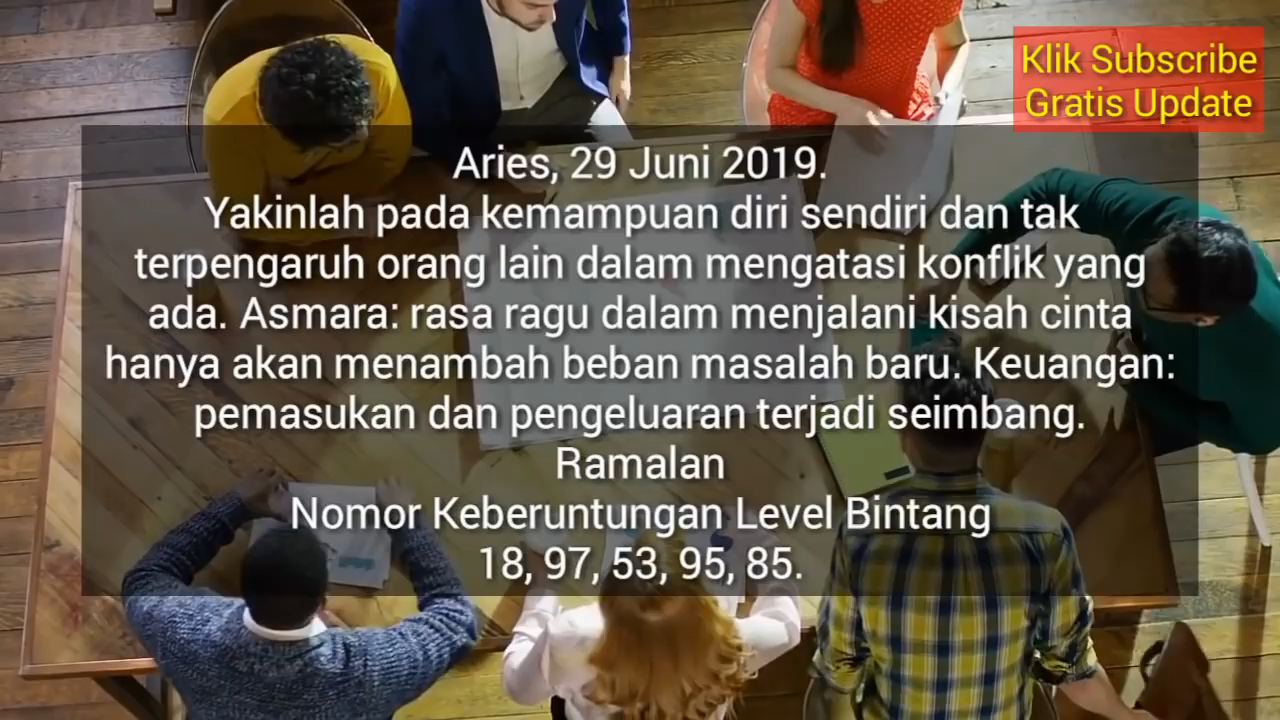 Klik Subscribe
Gratis Update
Aries, 29 Juni 2019.
Yakinlah pada kemampuan diri sendiri dan tak
terpengaruh orang lain dalam mengatasi konflik yang
ada. Asmara: rasa ragu dalam menjalani kisah cinta
hanya akan menambah beban masalah baru. Keuangan:
pemasukan dan pengeluaran terjadi seimbang.
Ramalan
Nomor Keberuntungan Level Bintang
18, 97, 53, 95, 85.